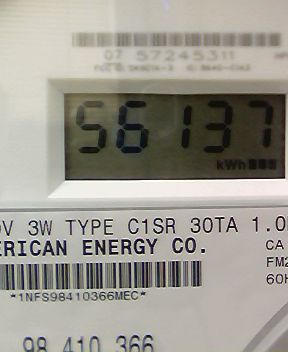 07 57245311
56137
kWh
V 3W TYPE C1SR 30TA 1.0
ERICAN ENERGY CO.
CA
*1NFS98410366MEC*
FM2
60H
98 410 366